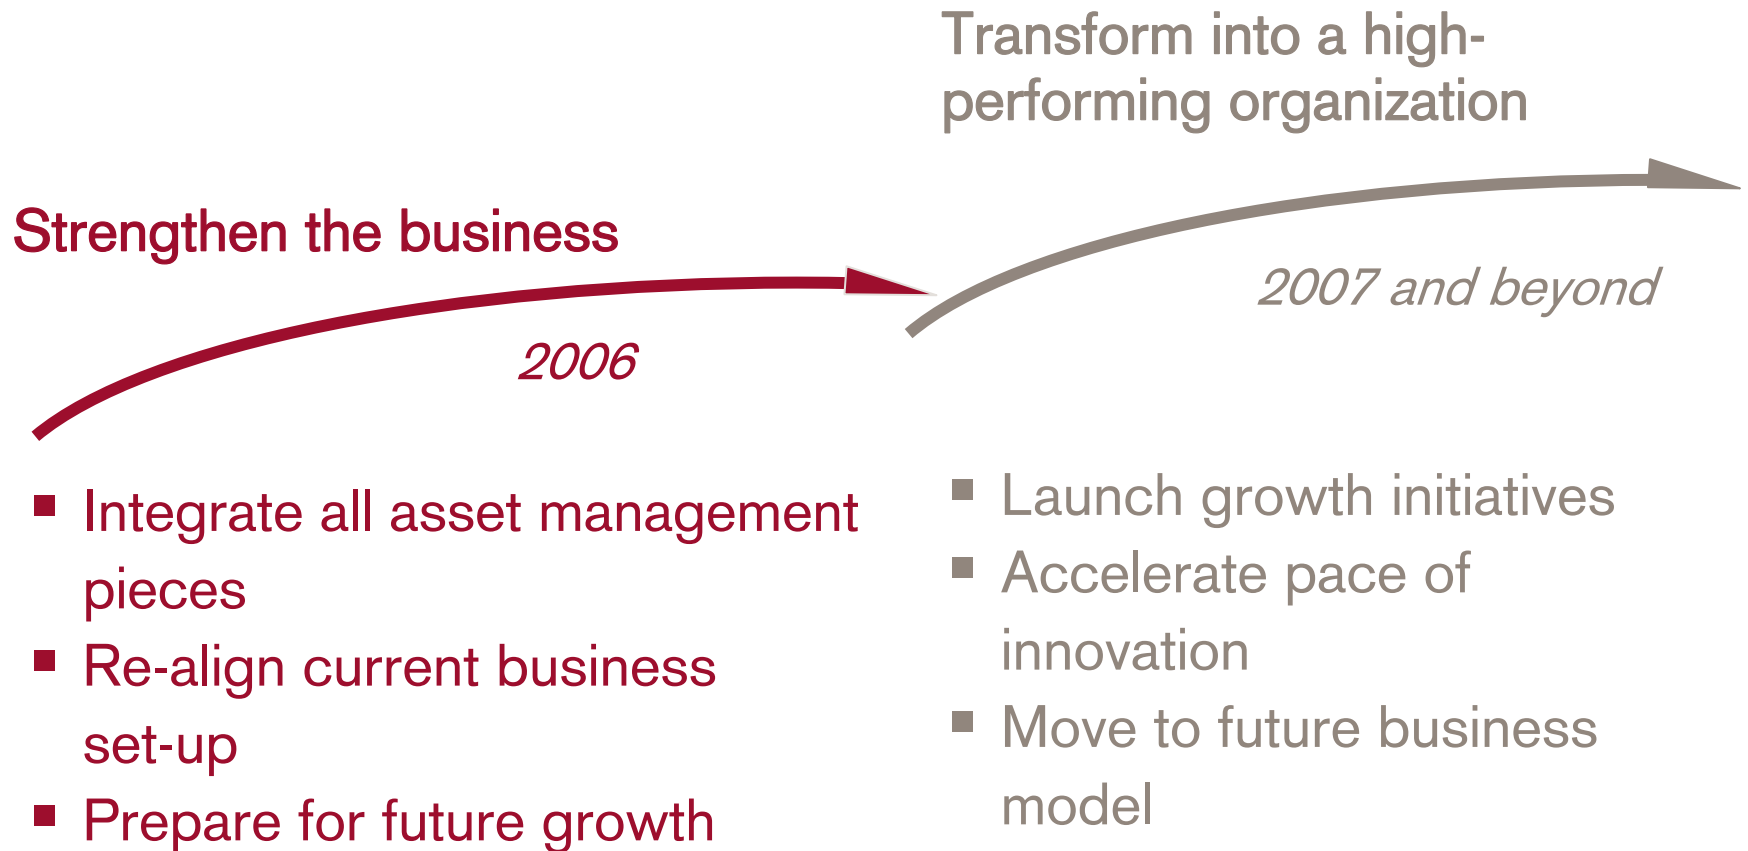 Strengthen the business
2006
■ Integrate all asset management
pieces
■ Re-align current business
set-up
■ Prepare for future growth
Transform into a high-
performing organization
2007 and beyond
■ Launch growth initiatives
■ Accelerate pace of
innovation
■ Move to future business
model